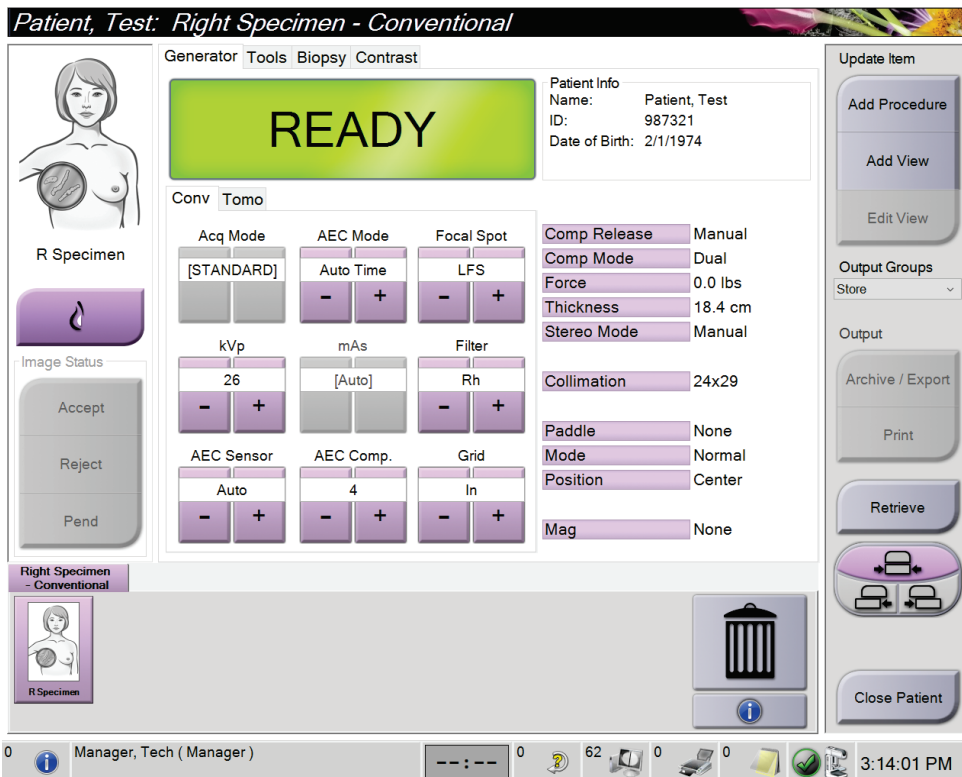 Patient, Test: Right Specimen - Conventional
Generator Tools Biopsy Contrast
READY
Patient Info
Name: Patient, Test
ID: 987321
Date of Birth: 2/1/1974
R Specimen
Image Status
Accept
Reject
Pend
Conv Tomo
Acq Mode AEC Mode Focal Spot
[STANDARD] Auto Time LFS
- + - +
kVp mAs Filter
26 [Auto] Rh
- + - +
AEC Sensor AEC Comp. Grid
Auto 4 In
- + - + - +
Comp Release Manual
Comp Mode Dual
Force 0.0 lbs
Thickness 18.4 cm
Stereo Mode Manual
Collimation 24x29
Paddle None
Mode Normal
Position Center
Mag None
Update Item
Add Procedure
Add View
Edit View
Output Groups
Store
Output
Archive / Export
Print
Retrieve
Close Patient
Right Specimen
- Conventional
R Specimen
0 Manager, Tech ( Manager ) --:-- 0 62 0 0 3:14:01 PM